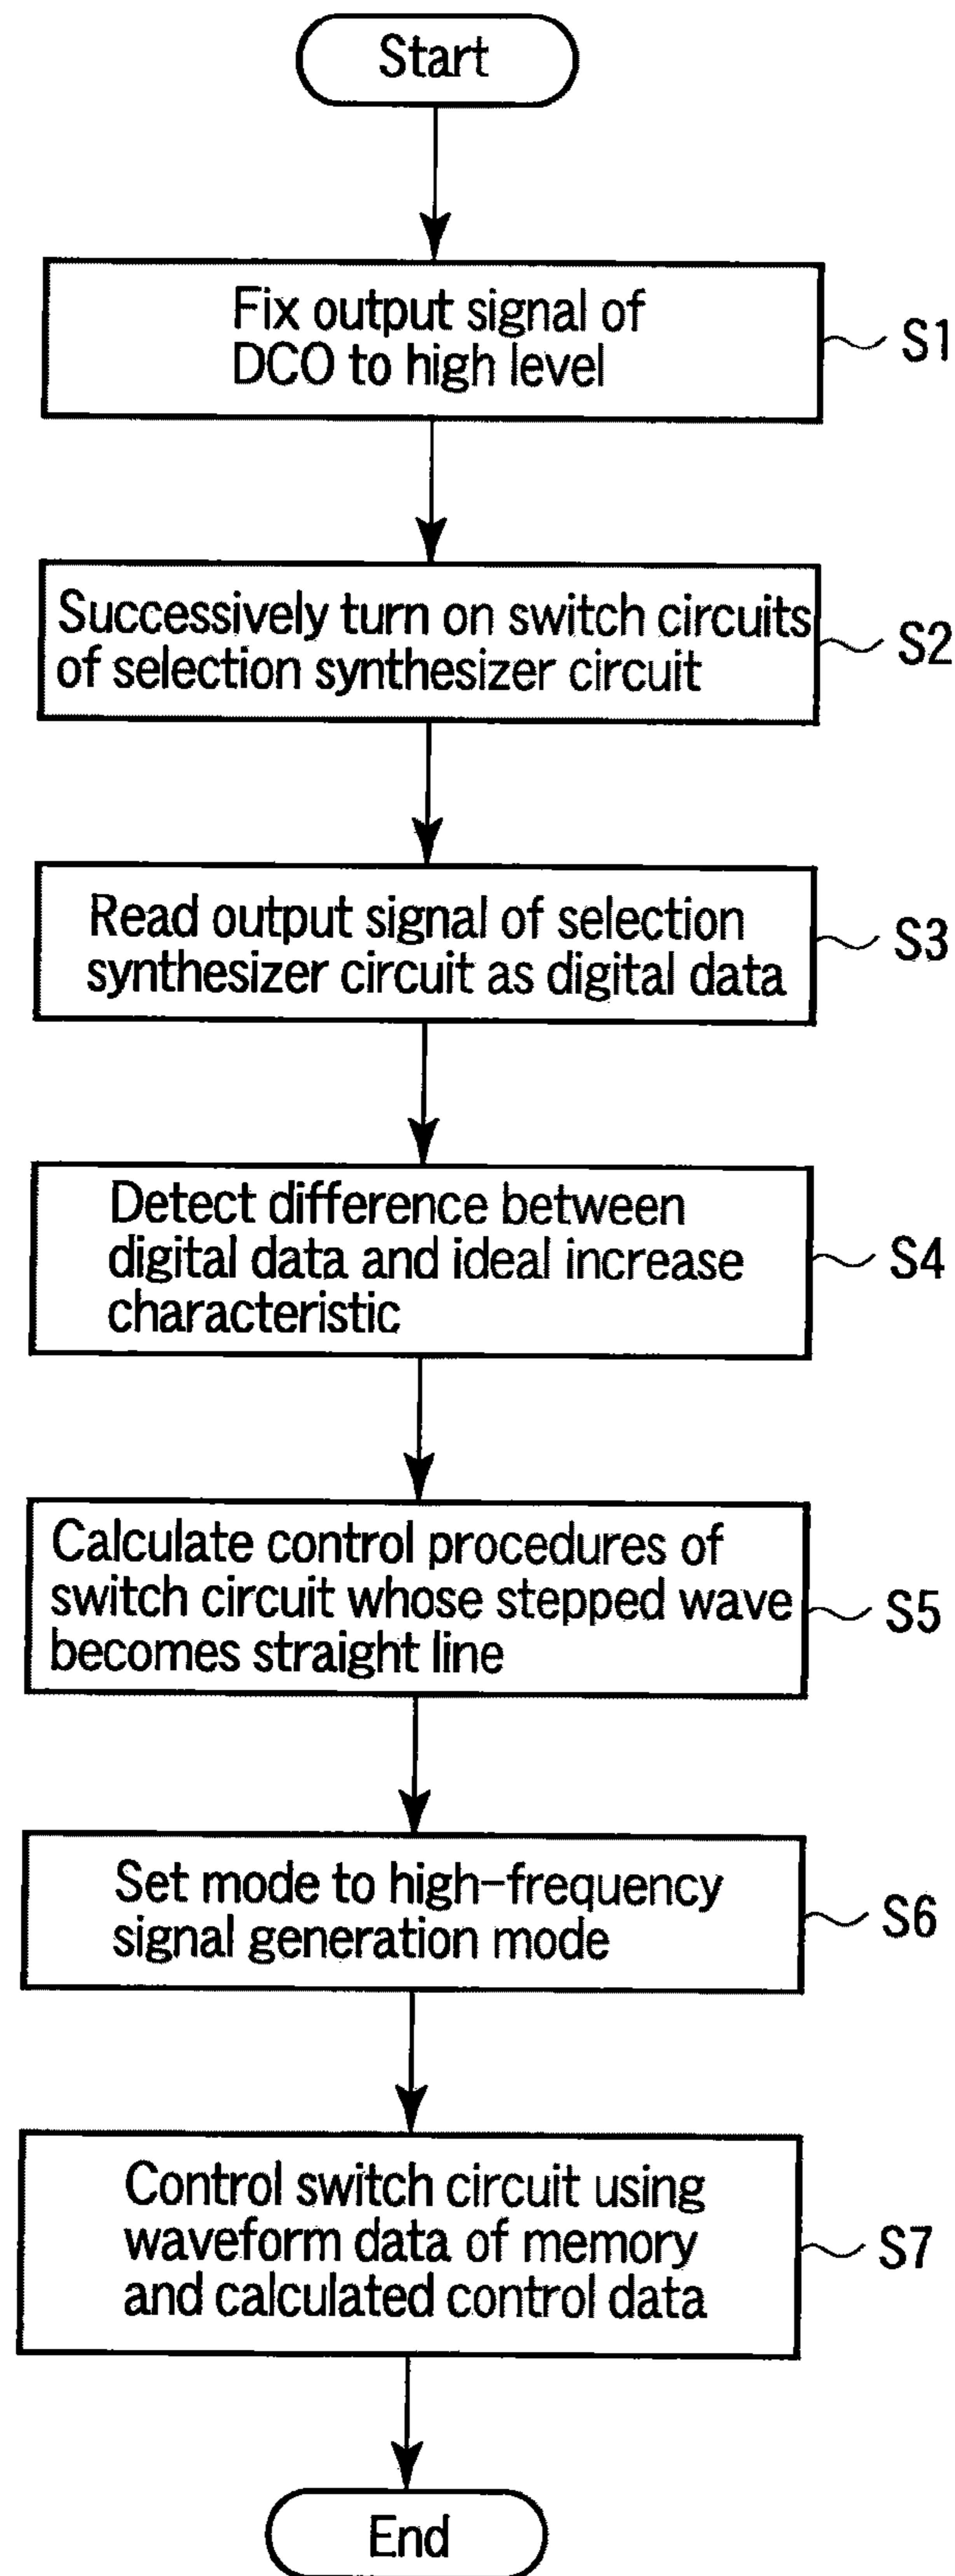 Start
Fix output signal of
DCO to high level
S1
Successively turn on switch circuits
of selection synthesizer circuit
S2
Read output signal of selection
synthesizer circuit as digital data
S3
Detect difference between
digital data and ideal increase
characteristic
S4
Calculate control procedures of
switch circuit whose stepped wave
becomes straight line
S5
Set mode to high-frequency
signal generation mode
S6
Control switch circuit using
waveform data of memory
and calculated control data
S7
End